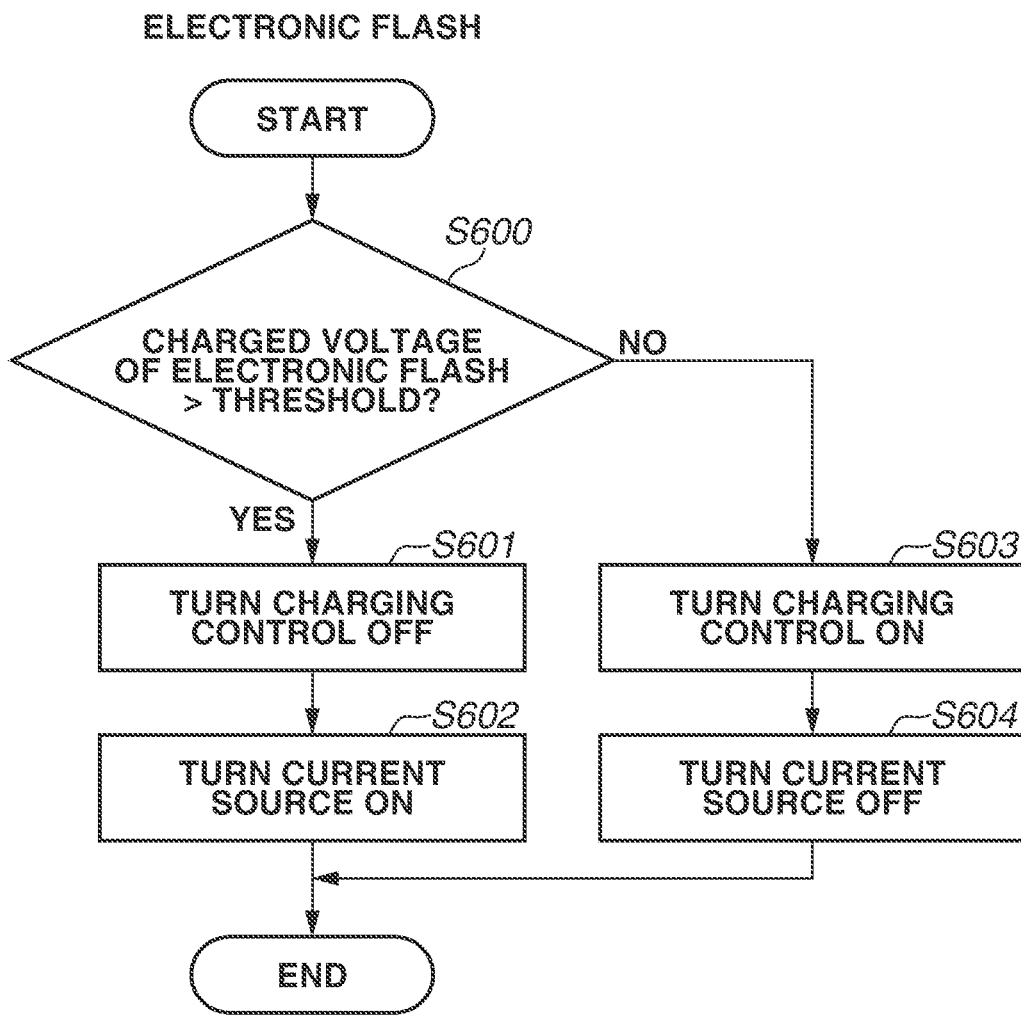 ELECTRONIC FLASH
START
S600
CHARGED VOLTAGE
OF ELECTRONIC FLASH
> THRESHOLD?
NO
YES
S601
TURN CHARGING
CONTROL OFF
S603
TURN CHARGING
CONTROL ON
S602
TURN CURRENT
SOURCE ON
S604
TURN CURRENT
SOURCE OFF
END